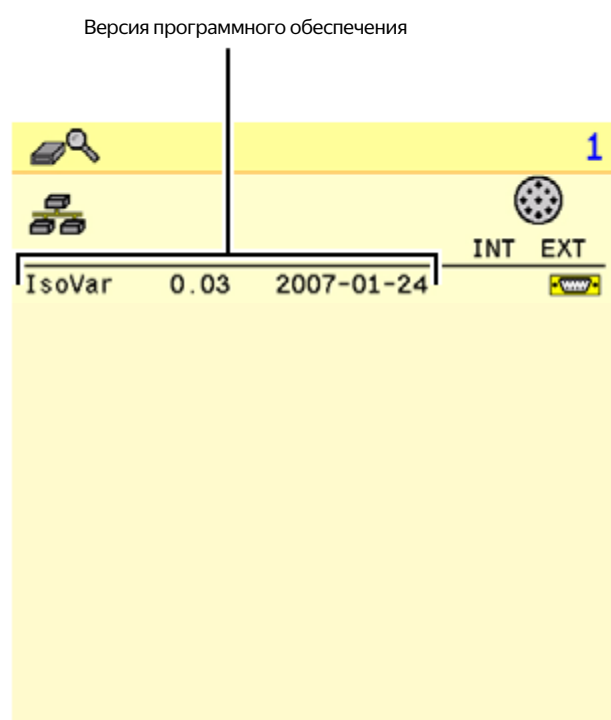 Версия программного обеспечения
1
INT EXT
IsoVar 0.03 2007-01-24